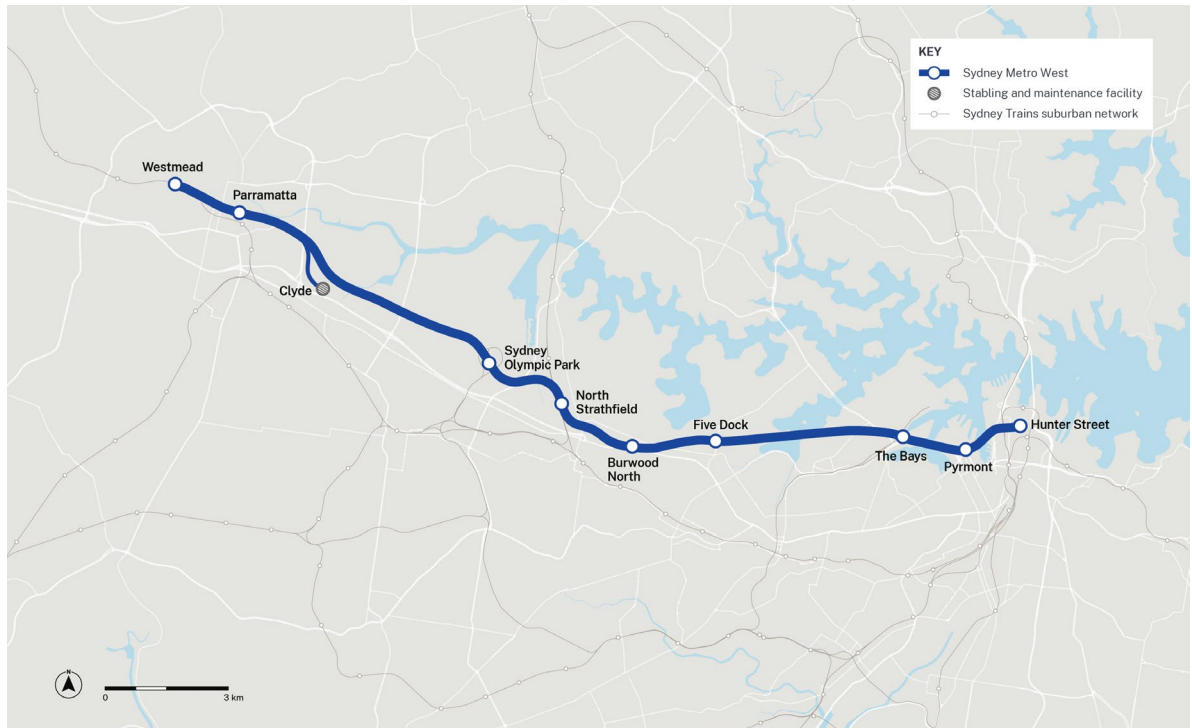 KEY
Sydney Metro West
Stabling and maintenance facility
Sydney Trains suburban network
Westmead
Parramatta
Clyde
Sydney
Olympic Park
North
Strathfield
Burwood
North
Five Dock
The Bays
Pyrmont
Hunter Street
N
0
3 km